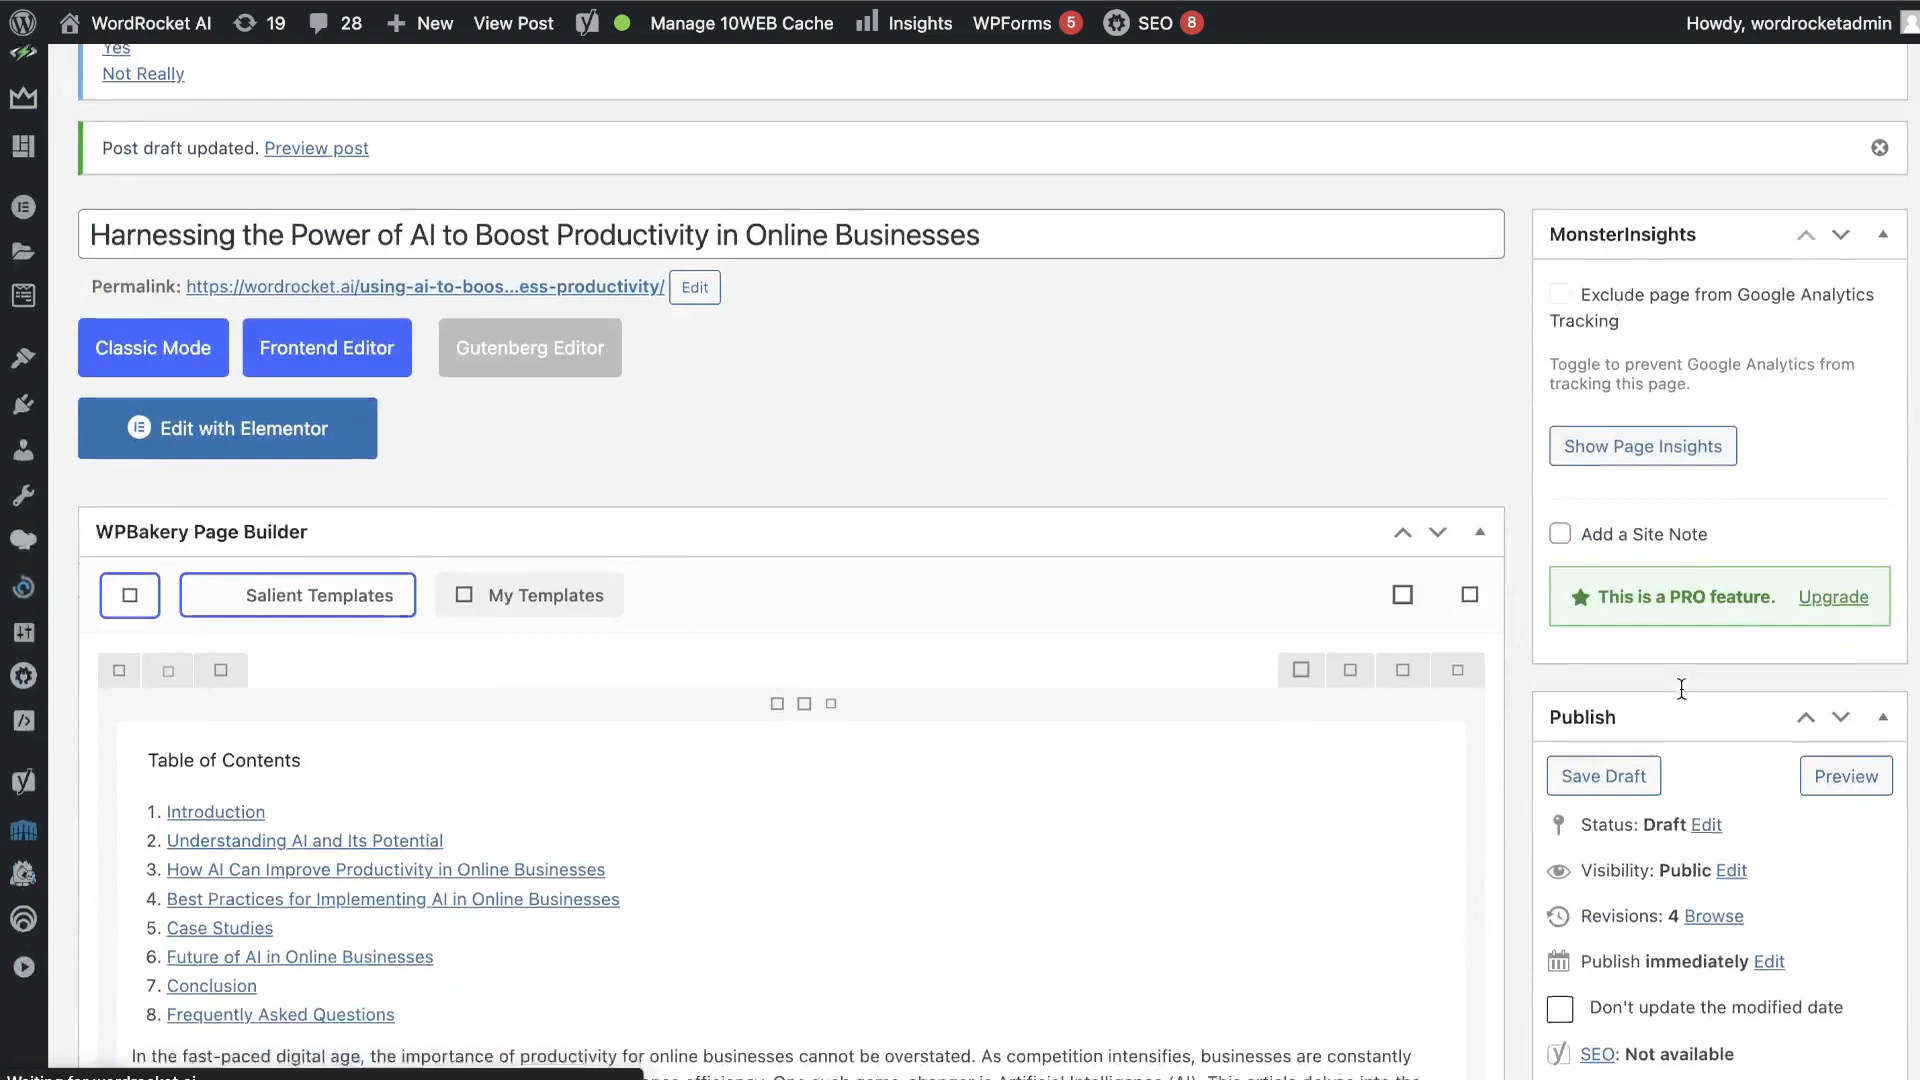 WordRocket AI 19 28 New View Post Manage 10WEB Cache Insights WPForms 5 SEO 8 Howdy, wordrocketadmin
Yes
Not Really
Post draft updated. Preview post
Harnessing the Power of AI to Boost Productivity in Online Businesses
Permalink: https://wordrocket.ai/using-ai-to-boos...ess-productivity/ Edit
Classic Mode Frontend Editor Gutenberg Editor
Edit with Elementor
WPBakery Page Builder
Salient Templates My Templates
Table of Contents
1. Introduction
2. Understanding AI and Its Potential
3. How AI Can Improve Productivity in Online Businesses
4. Best Practices for Implementing AI in Online Businesses
5. Case Studies
6. Future of AI in Online Businesses
7. Conclusion
8. Frequently Asked Questions
In the fast-paced digital age, the importance of productivity for online businesses cannot be overstated. As competition intensifies, businesses are constantly
MonsterInsights
Exclude page from Google Analytics
Tracking
Toggle to prevent Google Analytics from
tracking this page.
Show Page Insights
Add a Site Note
This is a PRO feature. Upgrade
Publish
Save Draft Preview
Status: Draft Edit
Visibility: Public Edit
Revisions: 4 Browse
Publish immediately Edit
Don't update the modified date
SEO: Not available